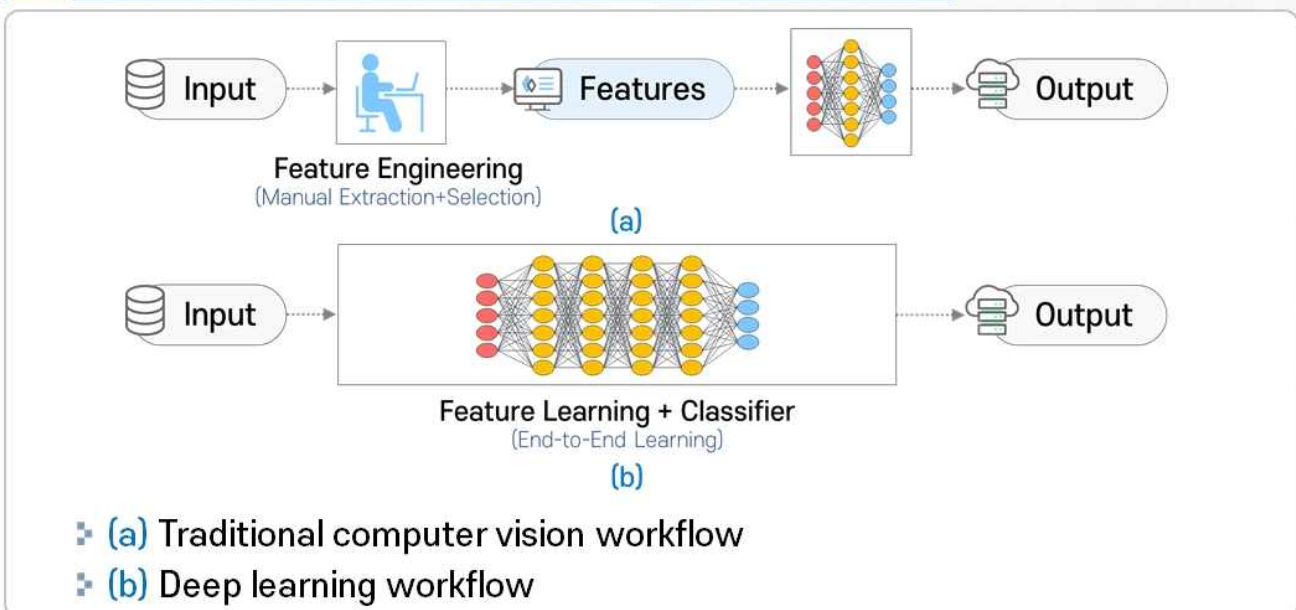 Input
Features
Output
Feature Engineering
(Manual Extraction+Selection)
(a)
Input
Output
Feature Learning + Classifier
(End-to-End Learning)
(b)
(a) Traditional computer vision workflow
(b) Deep learning workflow